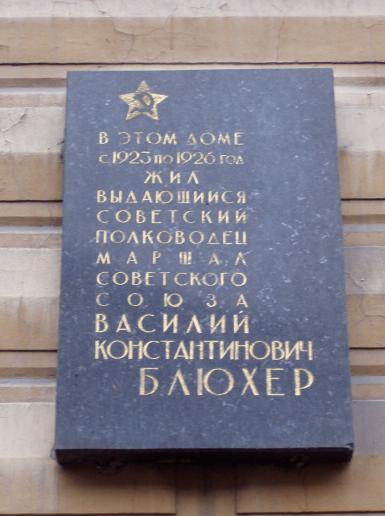 В ЭТОМ ДОМЕ
с 1923 по 1926 год
ЖИЛ
ВЫДАЮЩИЙСЯ
СОВЕТСКИЙ
ПОЛКОВОДЕЦ
МАРШАЛ
СОВЕТСКОГО
СОЮЗА
ВАСИЛИЙ
КОНСТАНТИНОВИЧ
БЛЮХЕР